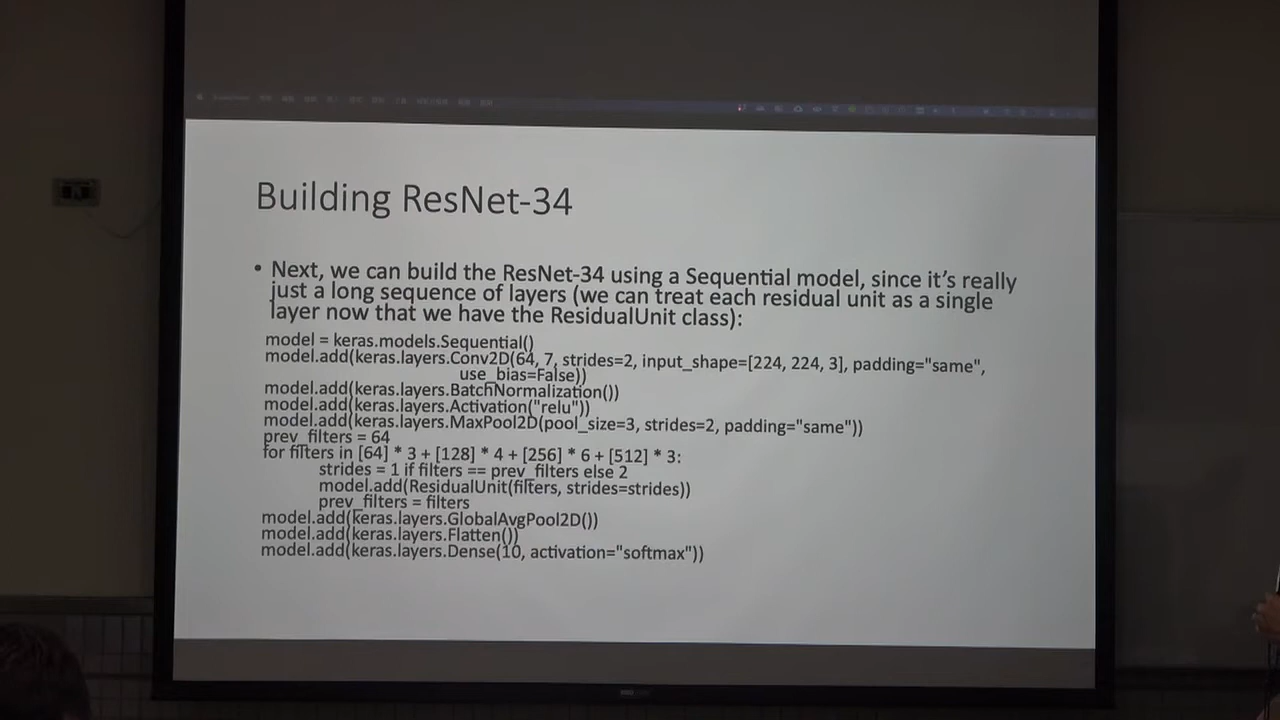 Building ResNet-34
• Next, we can build the ResNet-34 using a Sequential model, since it's really
just a long sequence of layers (we can treat each residual unit as a single
layer now that we have the ResidualUnit class):
model = keras.models.Sequential()
model.add(keras.layers.Conv2D(64, 7, strides=2, input_shape=[224, 224, 3], padding="same",
use_bias=False))
model.add(keras.layers.BatchNormalization())
model.add(keras.layers.Activation("relu"))
model.add(keras.layers.MaxPool2D(pool_size=3, strides=2, padding="same"))
prev_filters = 64
for filters in [64] * 3 + [128] * 4 + [256] * 6 + [512] * 3:
strides = 1 if filters == prev_filters else 2
model.add(ResidualUnit(filters, strides=strides))
prev_filters = filters
model.add(keras.layers.GlobalAvgPool2D())
model.add(keras.layers.Flatten())
model.add(keras.layers.Dense(10, activation="softmax"))